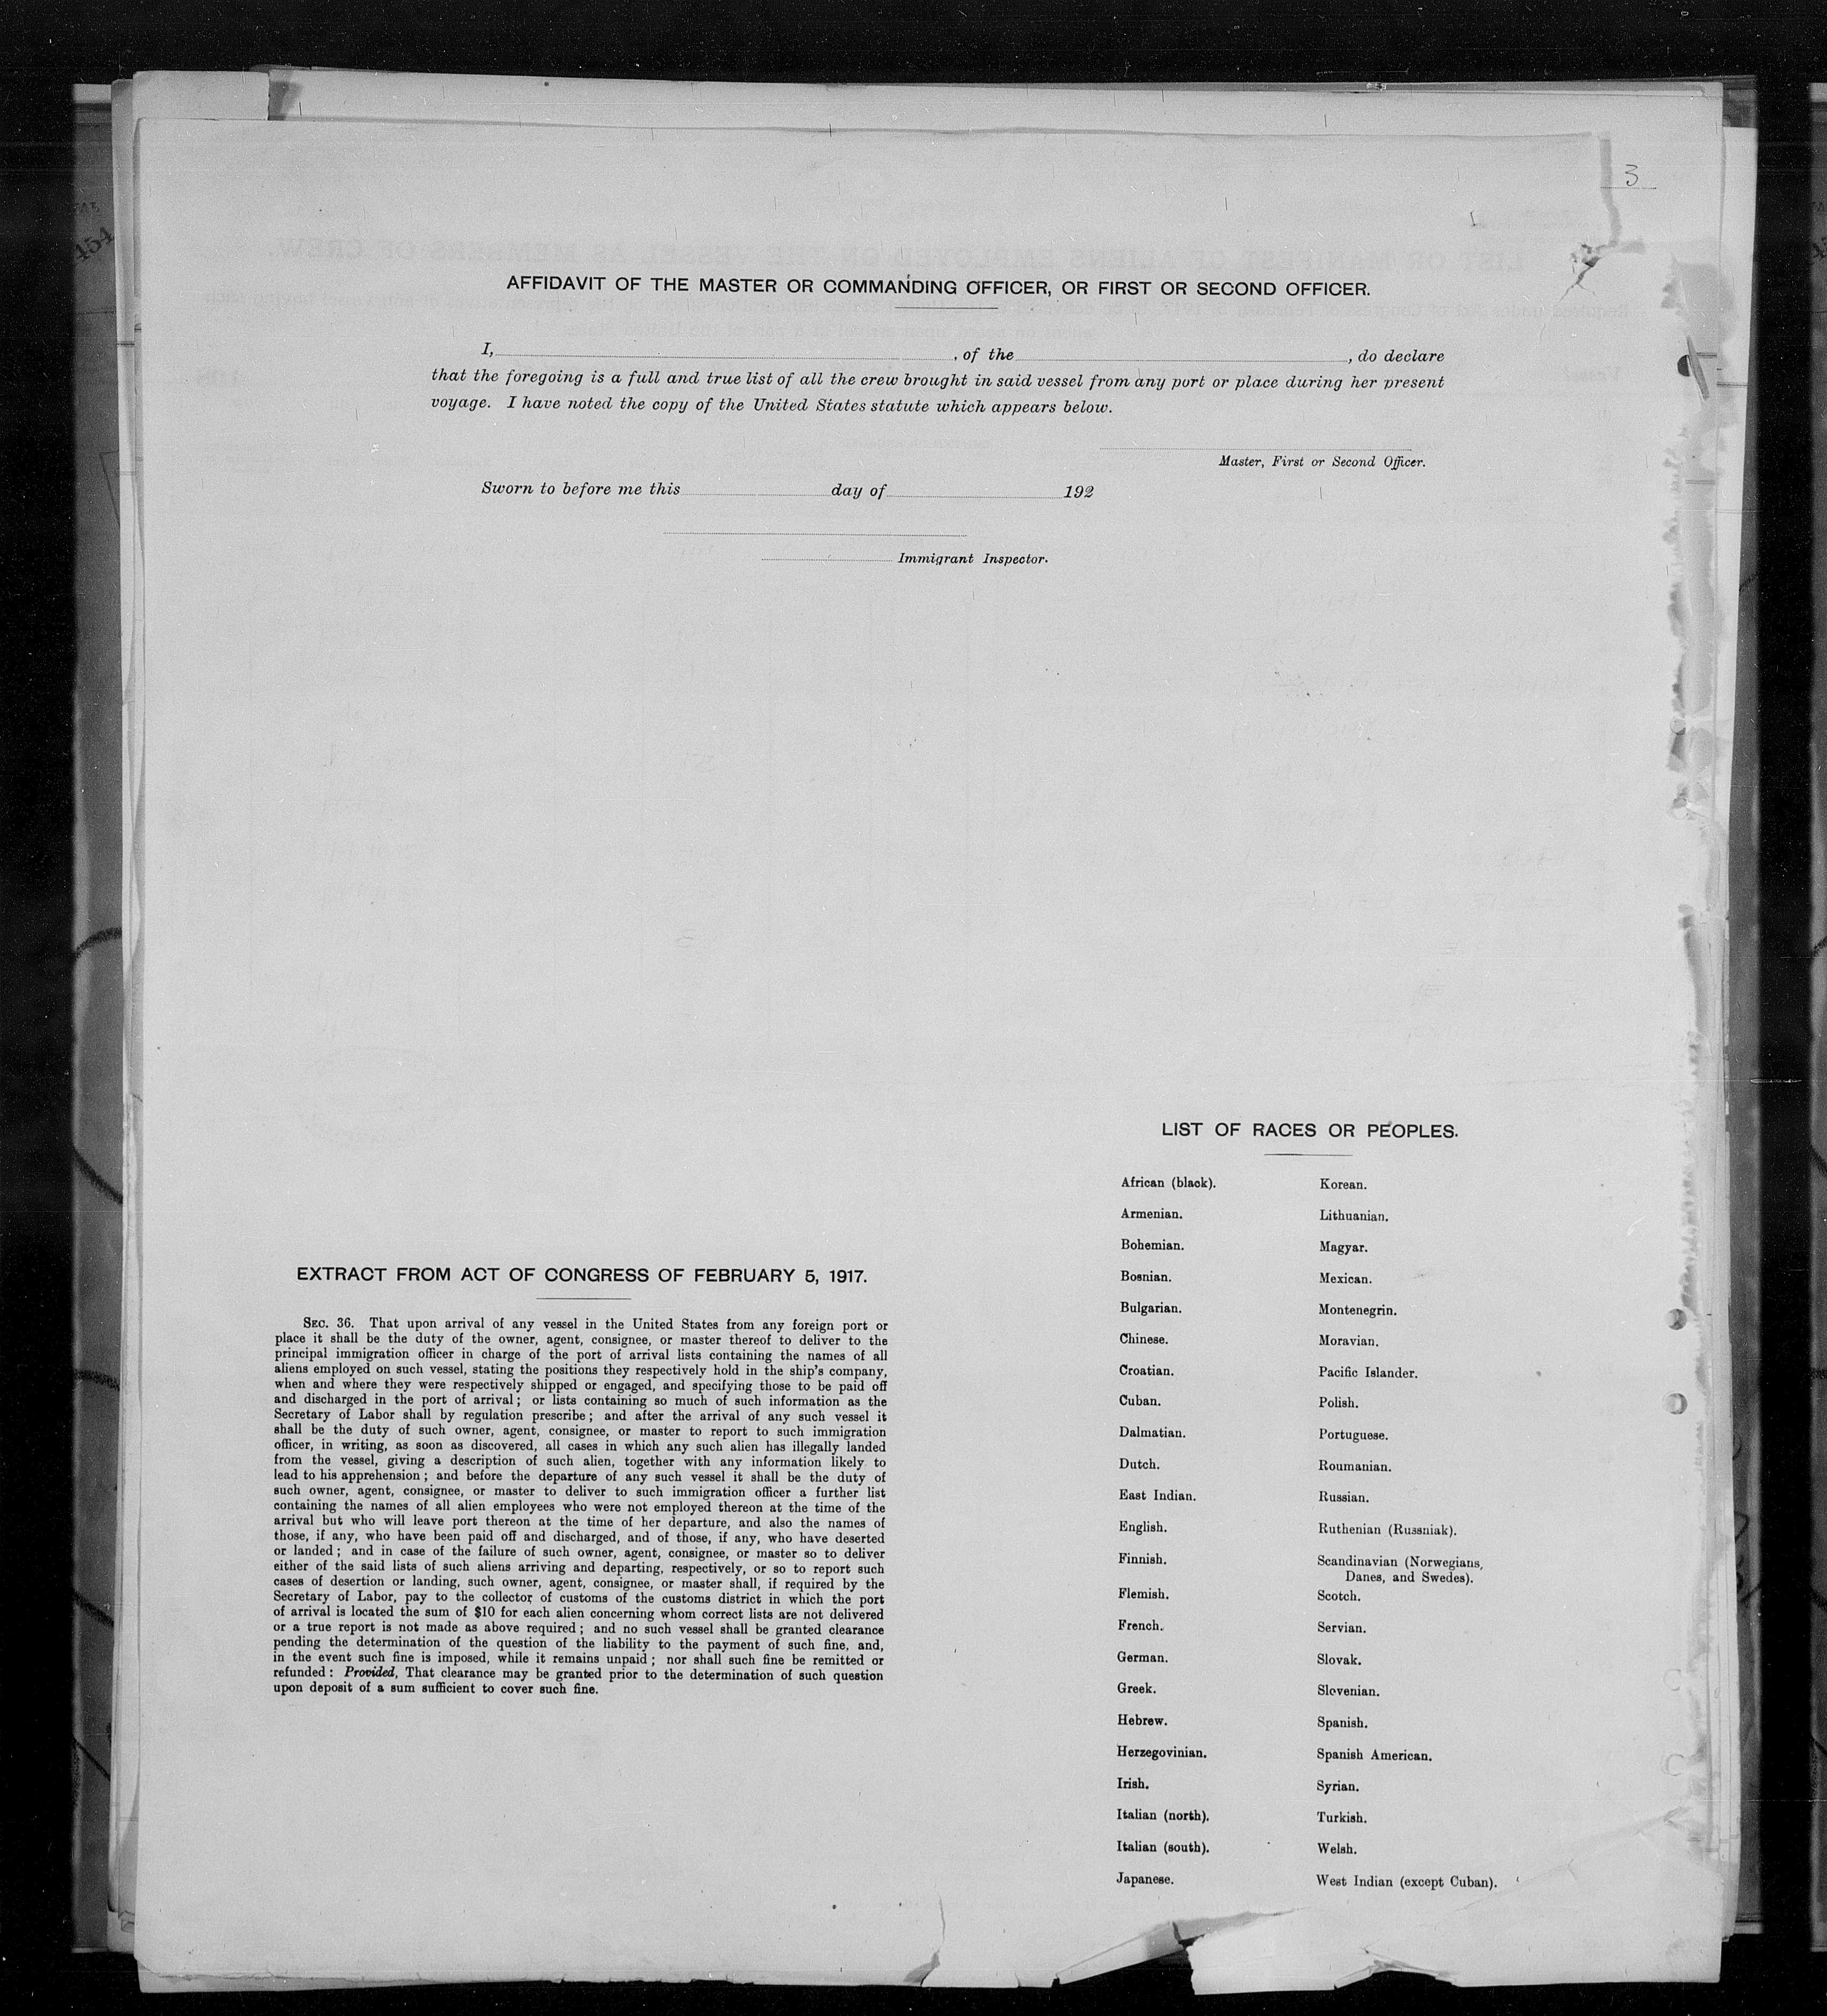 3
454
AFFIDAVIT OF THE MASTER OR COMMANDING OFFICER, OR FIRST OR SECOND OFFICER.
I, , of the , do declare
that the foregoing is a full and true list of all the crew brought in said vessel from any port or place during her present
voyage. I have noted the copy of the United States statute which appears below.
Master, First or Second Officer.
Sworn to before me this day of 192
Immigrant Inspector.
EXTRACT FROM ACT OF CONGRESS OF FEBRUARY 5, 1917.
SEC. 36. That upon arrival of any vessel in the United States from any foreign port or
place it shall be the duty of the owner, agent, consignee, or master thereof to deliver to the
principal immigration officer in charge of the port of arrival lists containing the names of all
aliens employed on such vessel, stating the positions they respectively hold in the ship's company,
when and where they were respectively shipped or engaged, and specifying those to be paid off
and discharged in the port of arrival; or lists containing so much of such information as the
Secretary of Labor shall by regulation prescribe; and after the arrival of any such vessel it
shall be the duty of such owner, agent, consignee, or master to report to such immigration
officer, in writing, as soon as discovered, all cases in which any such alien has illegally landed
from the vessel, giving a description of such alien, together with any information likely to
lead to his apprehension; and before the departure of any such vessel it shall be the duty of
such owner, agent, consignee, or master to deliver to such immigration officer a further list
containing the names of all alien employees who were not employed thereon at the time of the
arrival but who will leave port thereon at the time of her departure, and also the names of
those, if any, who have been paid off and discharged, and of those, if any, who have deserted
or landed; and in case of the failure of such owner, agent, consignee, or master so to deliver
either of the said lists of such aliens arriving and departing, respectively, or so to report such
cases of desertion or landing, such owner, agent, consignee, or master shall, if required by the
Secretary of Labor, pay to the collector of customs of the customs district in which the port
of arrival is located the sum of $10 for each alien concerning whom correct lists are not delivered
or a true report is not made as above required; and no such vessel shall be granted clearance
pending the determination of the question of the liability to the payment of such fine, and,
in the event such fine is imposed, while it remains unpaid; nor shall such fine be remitted or
refunded: Provided, That clearance may be granted prior to the determination of such question
upon deposit of a sum sufficient to cover such fine.
LIST OF RACES OR PEOPLES.
African (black).
Armenian.
Bohemian.
Bosnian.
Bulgarian.
Chinese.
Croatian.
Cuban.
Dalmatian.
Dutch.
East Indian.
English.
Finnish.
Flemish.
French.
German.
Greek.
Hebrew.
Herzegovinian.
Irish.
Italian (north).
Italian (south).
Japanese.
Korean.
Lithuanian.
Magyar.
Mexican.
Montenegrin.
Moravian.
Pacific Islander.
Polish.
Portuguese.
Roumanian.
Russian.
Ruthenian (Russniak).
Scandinavian (Norwegians,
Danes, and Swedes).
Scotch.
Servian.
Slovak.
Slovenian.
Spanish.
Spanish American.
Syrian.
Turkish.
Welsh.
West Indian (except Cuban).